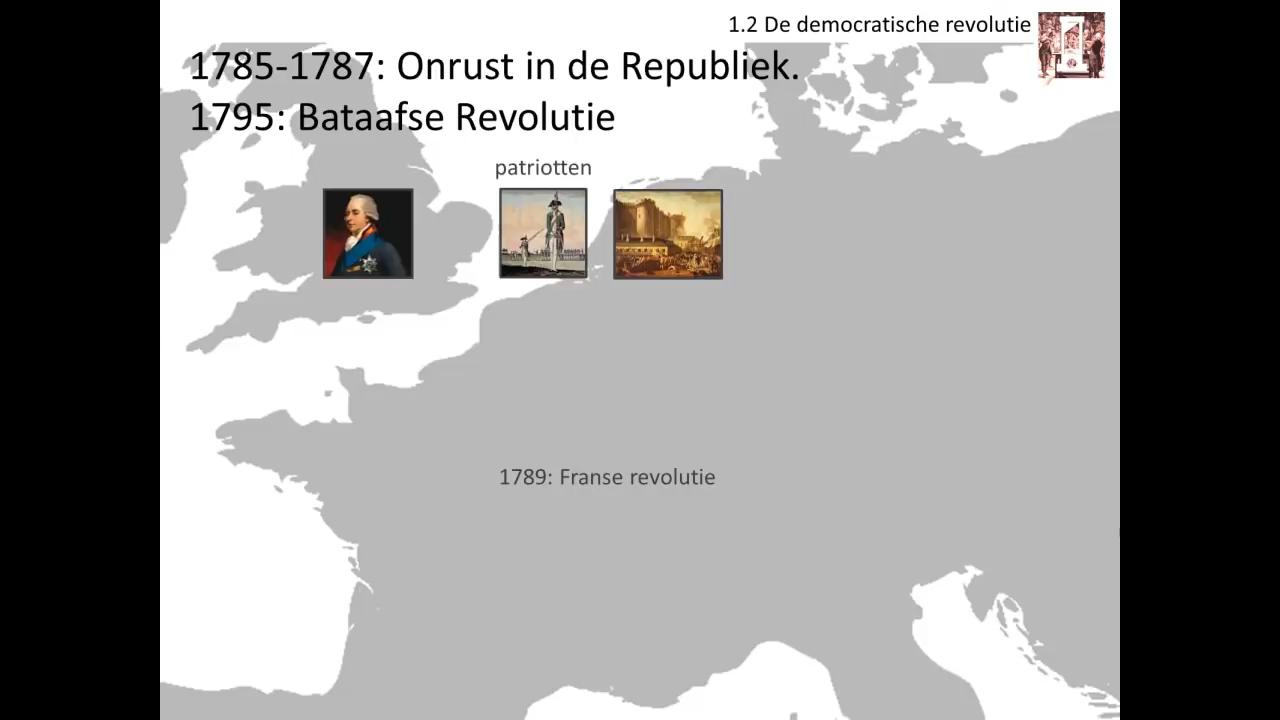 1.2 De democratische revolutie
1785-1787: Onrust in de Republiek.
1795: Bataafse Revolutie
patriotten
1789: Franse revolutie